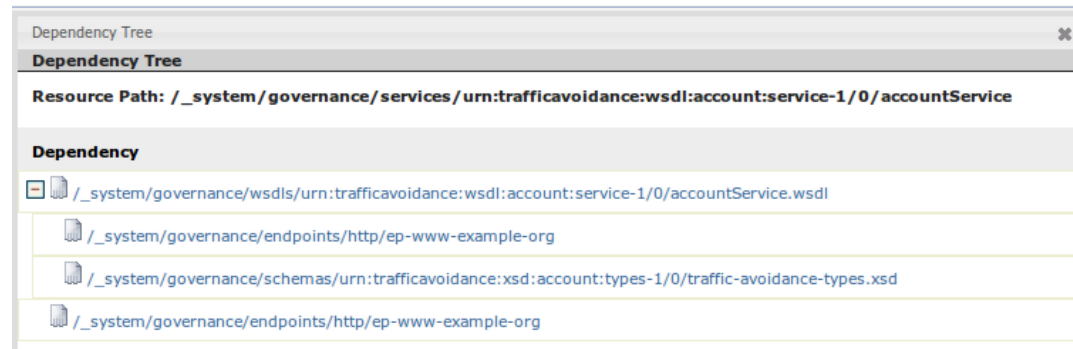 Dependency Tree
Dependency Tree
Resource Path: /_system/governance/services/urn:trafficavoidance:wsdl:account:service-1/0/accountService
Dependency
/_system/governance/wsdls/urn:trafficavoidance:wsdl:account:service-1/0/accountService.wsdl
/_system/governance/endpoints/http/ep-www-example-org
/_system/governance/schemas/urn:trafficavoidance:xsd:account:types-1/0/traffic-avoidance-types.xsd
/_system/governance/endpoints/http/ep-www-example-org